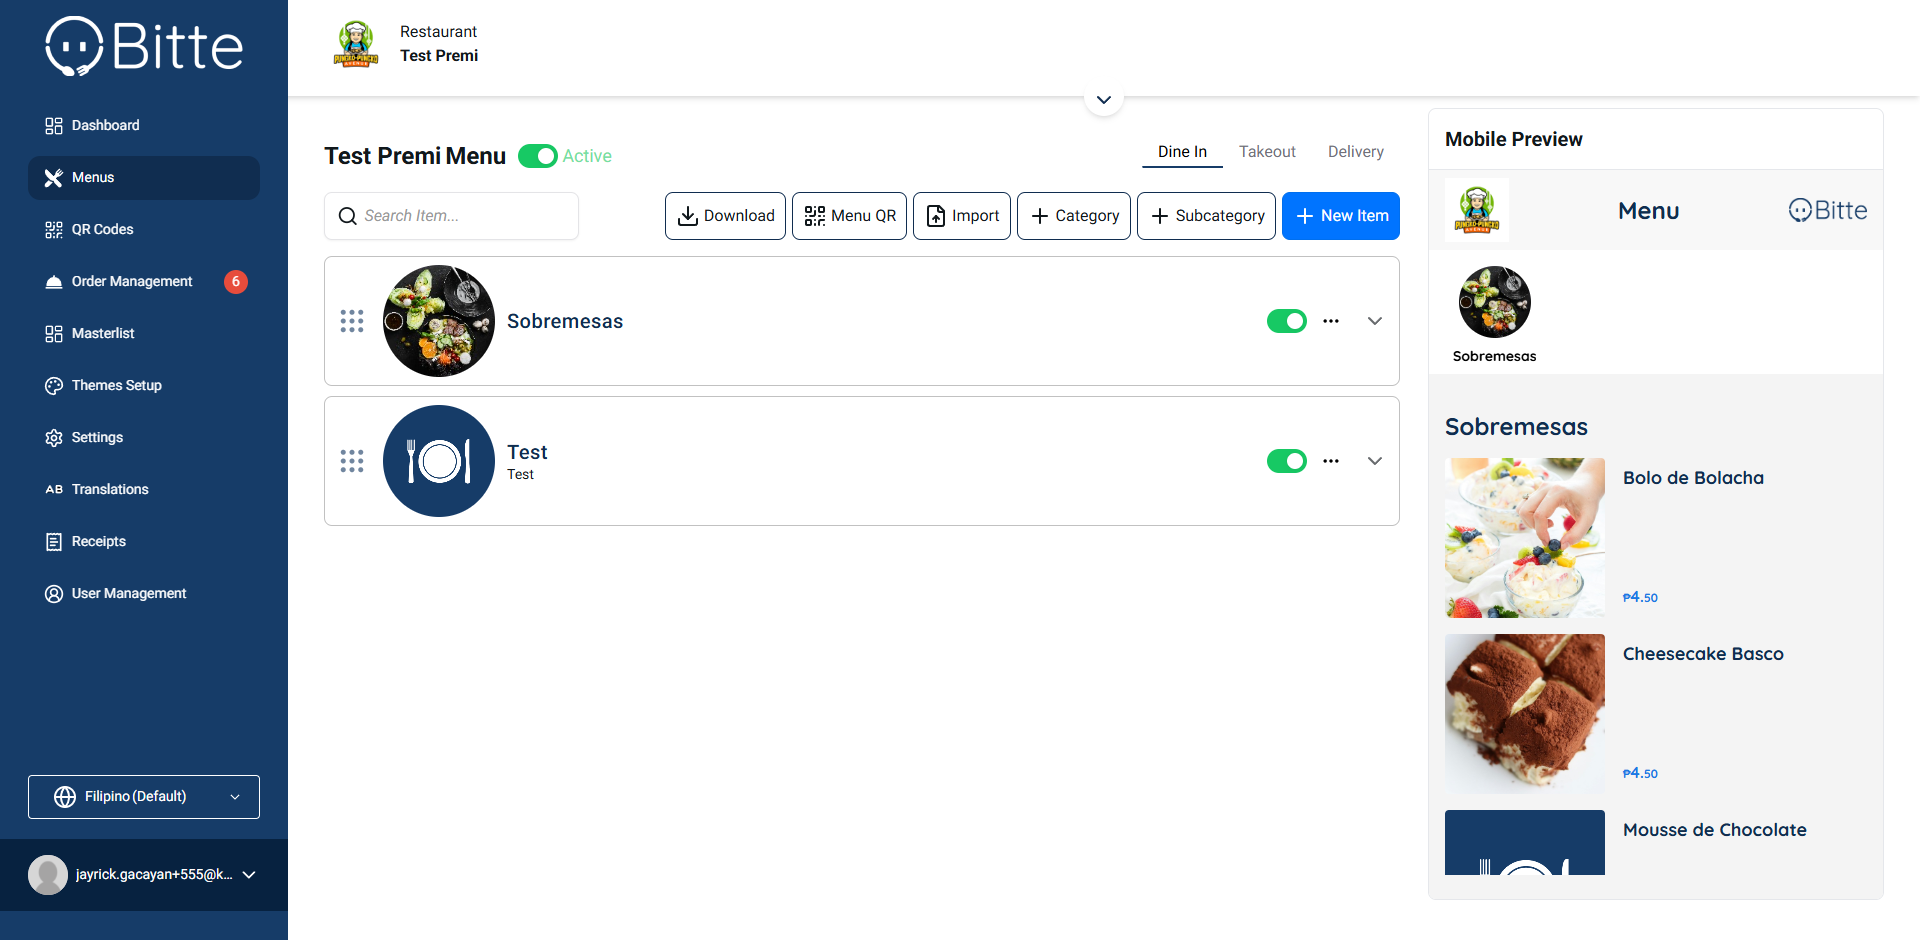 Bitte
Dashboard
Menus
QR Codes
Order Management
6
Masterlist
Themes Setup
Settings
AB Translations
Receipts
User Management
Filipino (Default)
jayrick.gacayan+555@k...
Restaurant
Test Premi
Test Premi Menu
Active
Dine In
Takeout
Delivery
Search Item...
Download
Menu QR
Import
Category
Subcategory
New Item
Sobremesas
Test
Test
Mobile Preview
Menu
Bitte
Sobremesas
Sobremesas
Bolo de Bolacha
₱4.50
Cheesecake Basco
₱4.50
Mousse de Chocolate